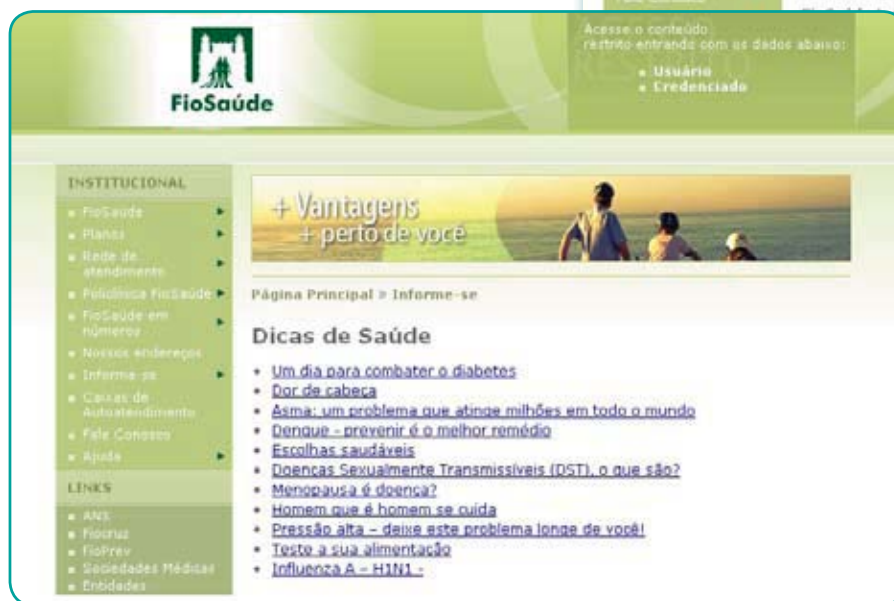 Acesse o conteúdo
restrito entrando com os dados abaixo:
Usuário
Credenciado
FioSaúde
INSTITUCIONAL
FioSaúde
Planos
Rede de
atendimento
Policlínica FioSaúde
FioSaúde em
números
Nossos endereços
Informe-se
Caixas de
Autoatendimento
Fale Conosco
Ajuda
LINKS
ANS
Fiocruz
FioPrev
Sociedades Médicas
Entidades
+ Vantagens
+ perto de você
Página Principal » Informe-se
Dicas de Saúde
Um dia para combater o diabetes
Dor de cabeça
Asma: um problema que atinge milhões em todo o mundo
Dengue - prevenir é o melhor remédio
Escolhas saudáveis
Doenças Sexualmente Transmissíveis (DST), o que são?
Menopausa é doença?
Homem que é homem se cuida
Pressão alta – deixe este problema longe de você!
Teste a sua alimentação
Influenza A – H1N1 -